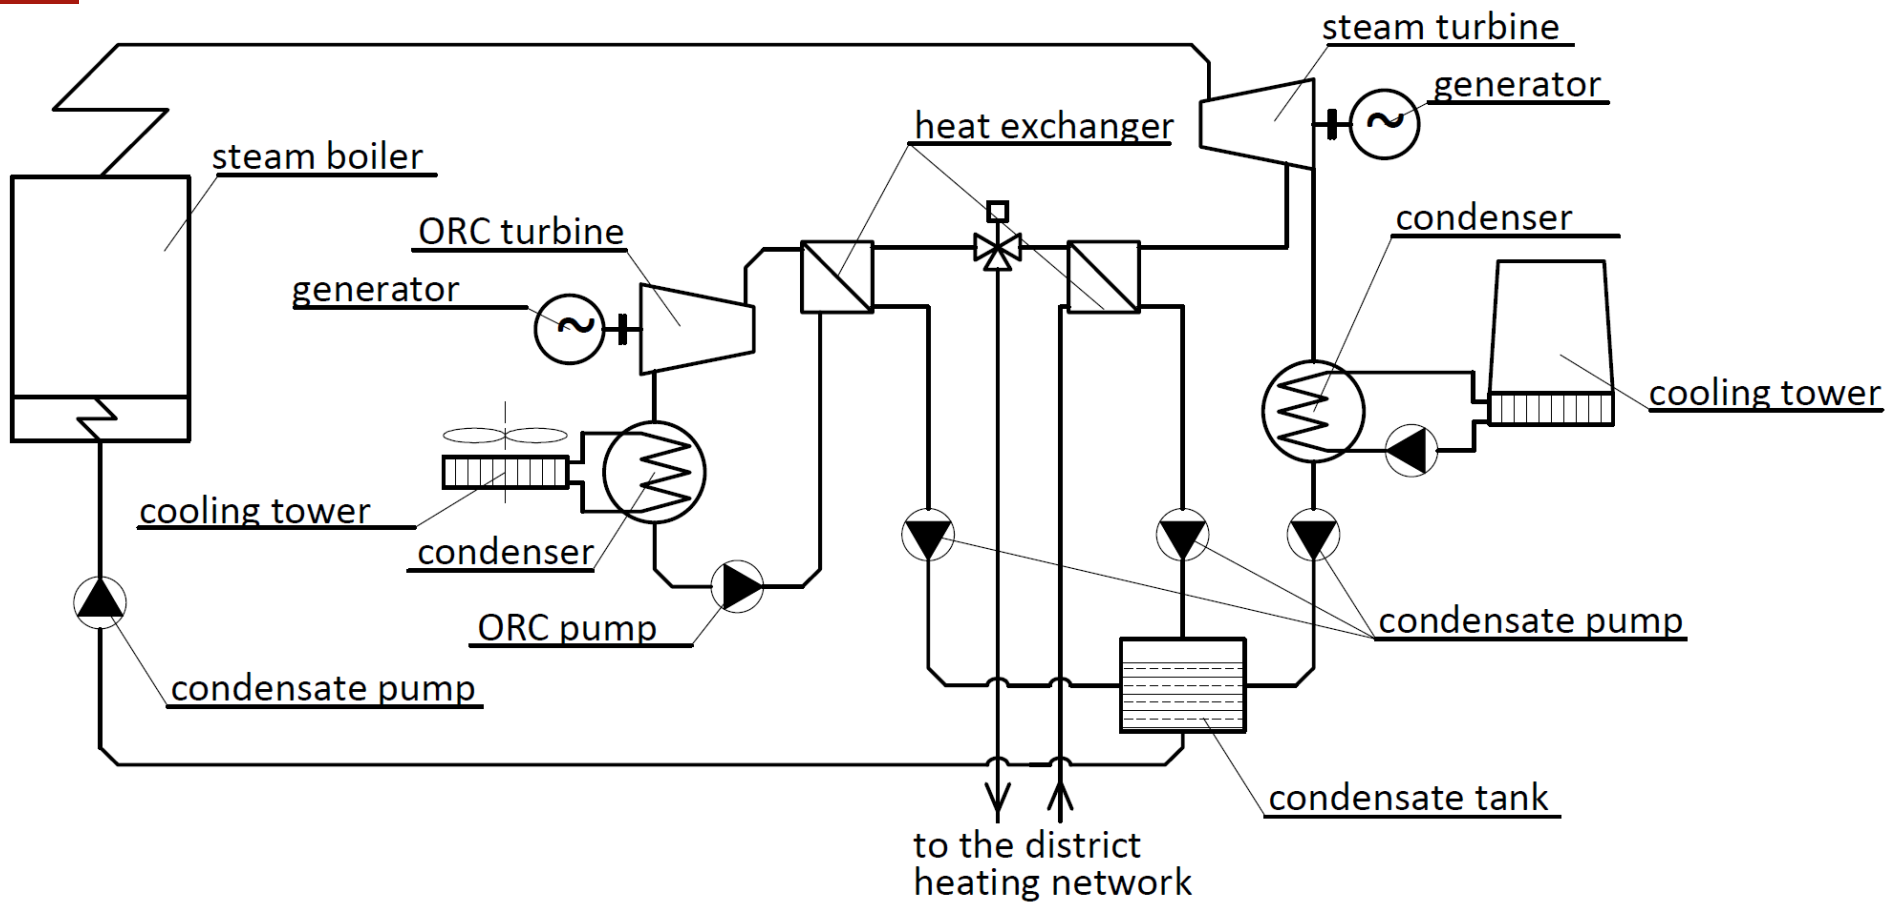 steam turbine
generator
heat exchanger
steam boiler
condenser
ORC turbine
generator
cooling tower
cooling tower
condenser
ORC pump
condensate pump
condensate pump
condensate tank
to the district
heating network